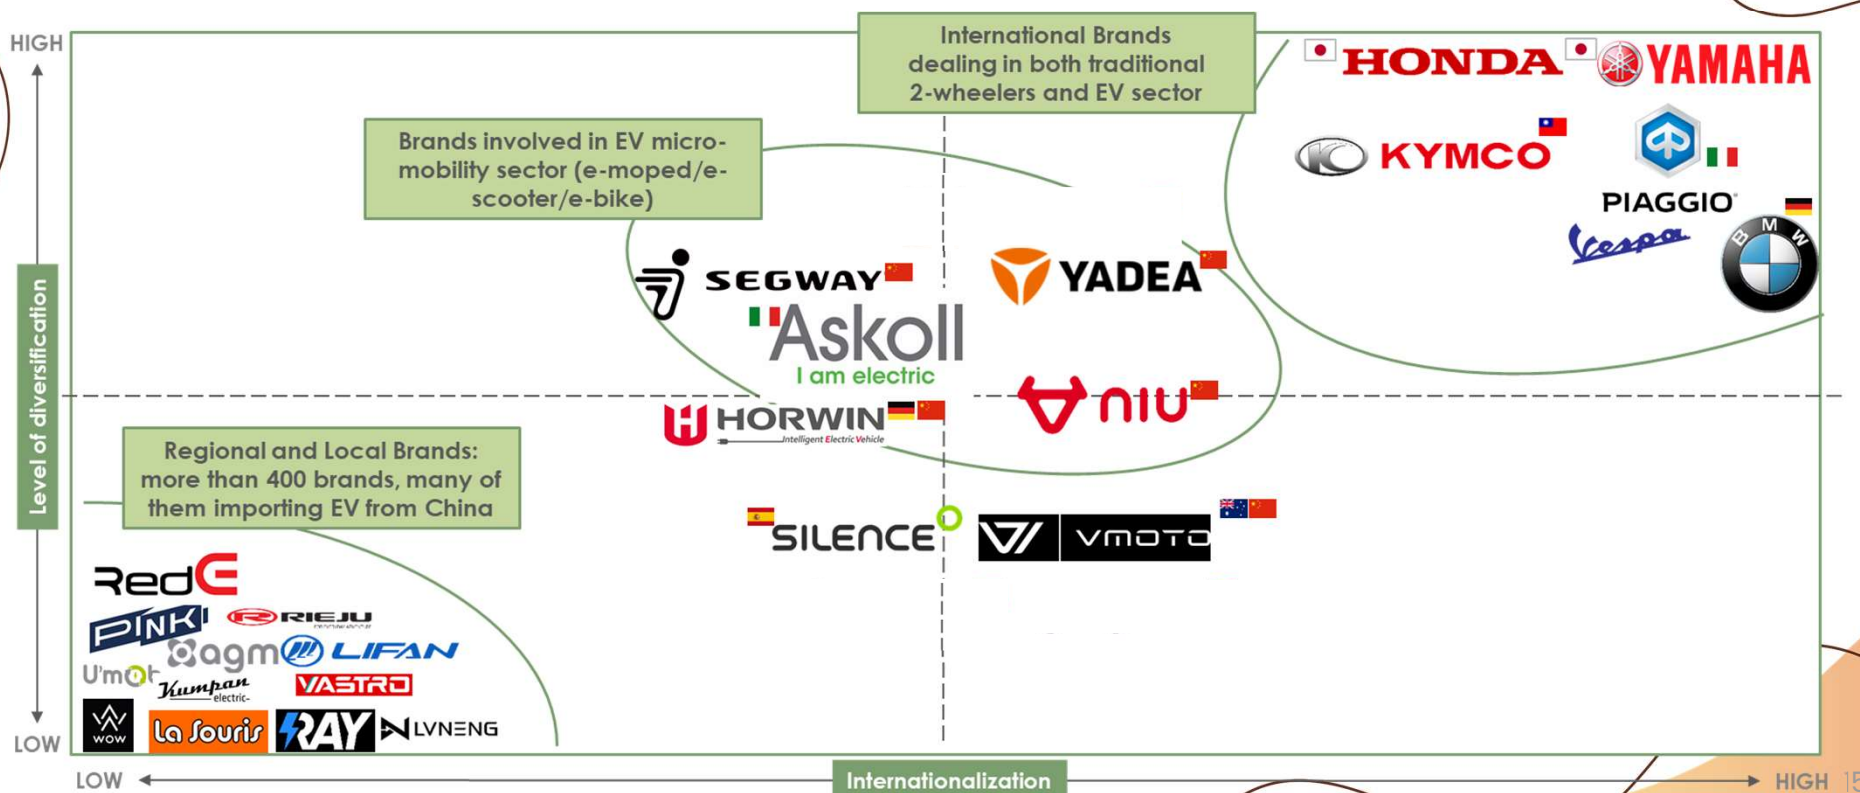 HIGH
International Brands
dealing in both traditional
2-wheelers and EV sector
HONDA
YAMAHA
Brands involved in EV micro-
mobility sector (e-moped/e-
scooter/e-bike)
KYMCO
PIAGGIO
Vespa
BMW
SEGWAY
YADEA
Askoll
I am electric
niu
HORWIN
Intelligent Electric Vehicle
Level of diversification
Regional and Local Brands:
more than 400 brands, many of
them importing EV from China
SILENCE
VMOTO
RedE
PINK
RIEJU
agm
LIFAN
U'mot
Kumpan
electric
VASTRO
WOW
La Souris
RAY
LVNENG
LOW
LOW
Internationalization
HIGH
15